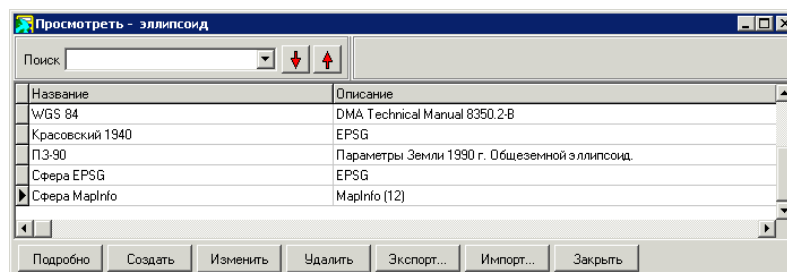 Просмотреть - эллипсоид
Поиск
Название Описание
WGS 84 DMA Technical Manual 8350.2-B
Красовский 1940 EPSG
ПЗ-90 Параметры Земли 1990 г. Общеземной эллипсоид.
Сфера EPSG EPSG
Сфера MapInfo MapInfo (12)
Подробно Создать Изменить Удалить Экспорт... Импорт... Закрыть